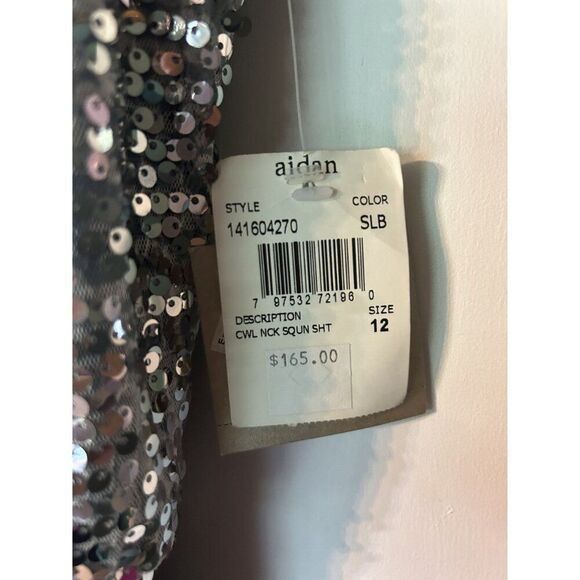 aidan
STYLE COLOR
141604270 SLB
7 97532 72196 0
DESCRIPTION SIZE
CWL NCK SQUN SHT 12
$165.00